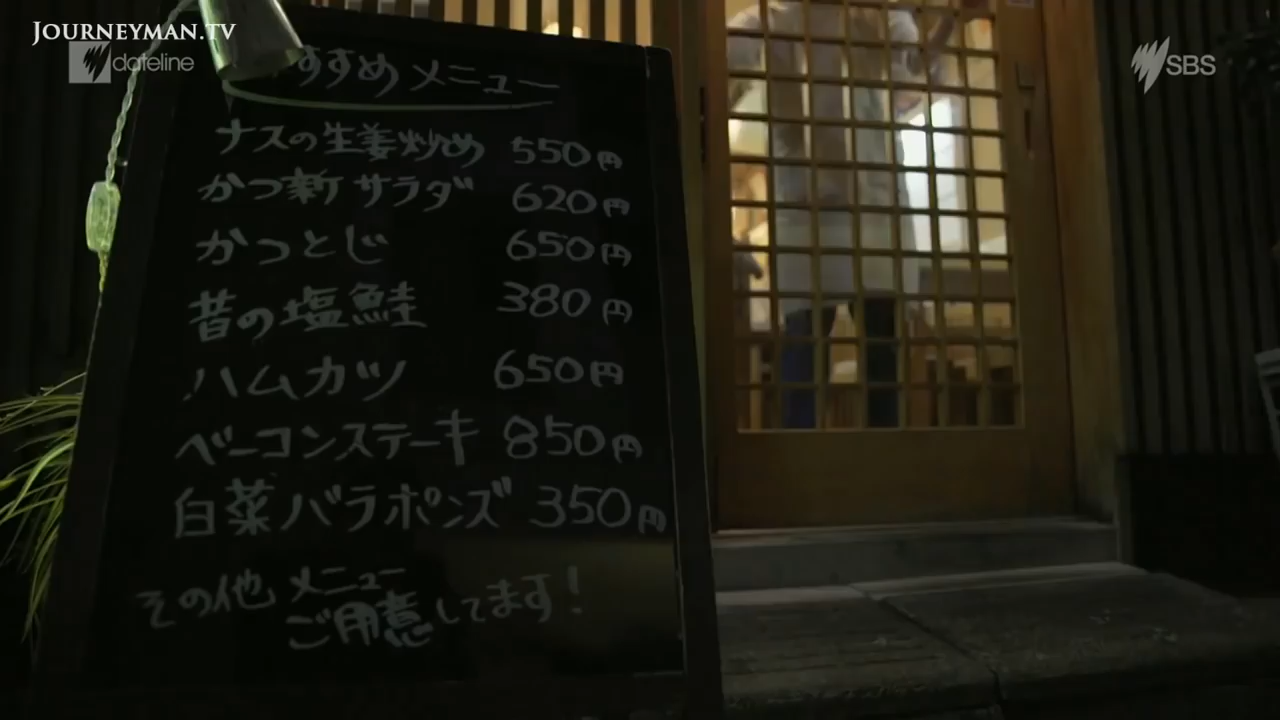 JOURNEYMAN.TV
dateline
SBS
すすめメニュー
ナスの生姜炒め 550円
かつ新サラダ 620円
かつとじ 650円
昔の塩鮭 380円
ハムカツ 650円
ベーコンステーキ 850円
白菜バラポンズ 350円
その他メニュー
ご用意してます!